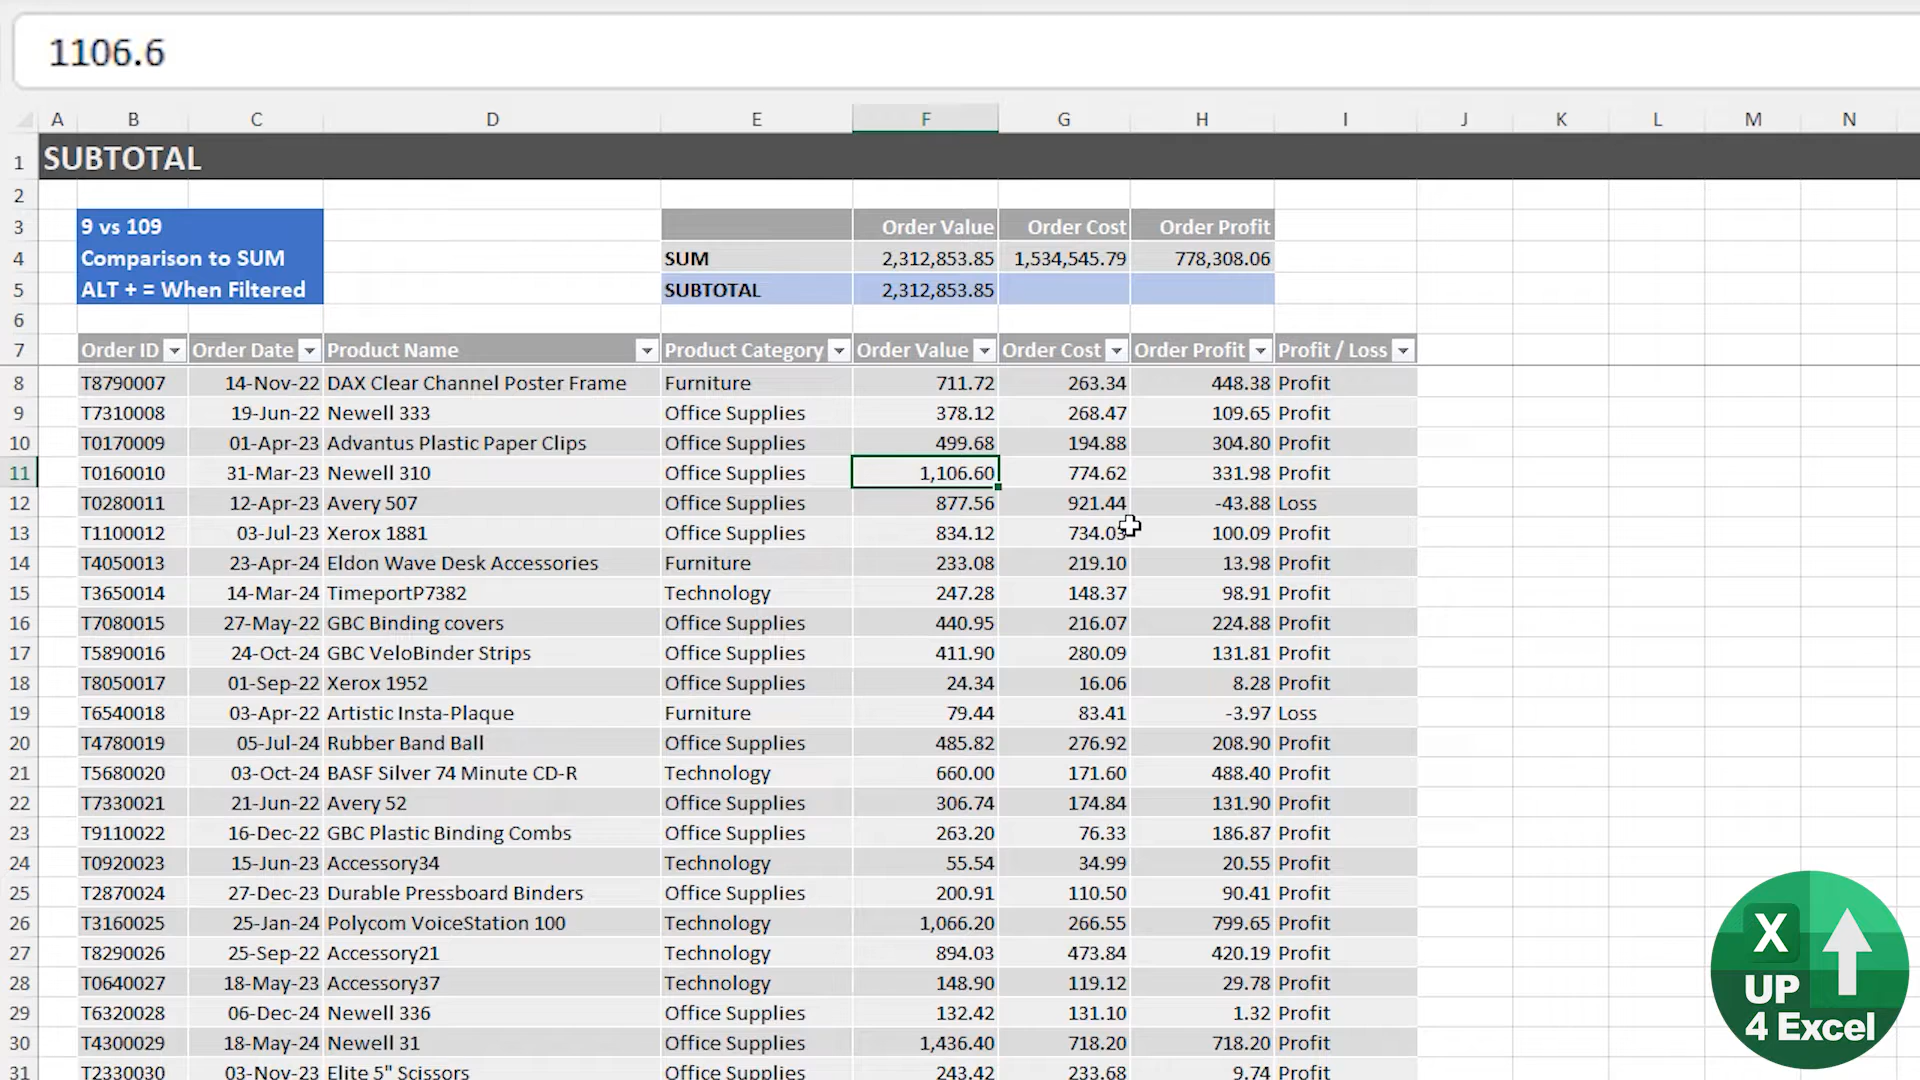 1106.6
A B C D E F G H I J K L M N
1 SUBTOTAL
2
3 9 vs 109 Order Value Order Cost Order Profit
4 Comparison to SUM SUM 2,312,853.85 1,534,545.79 778,308.06
5 ALT + = When Filtered SUBTOTAL 2,312,853.85
6
7 Order ID Order Date Product Name Product Category Order Value Order Cost Order Profit Profit / Loss
8 T8790007 14-Nov-22 DAX Clear Channel Poster Frame Furniture 711.72 263.34 448.38 Profit
9 T7310008 19-Jun-22 Newell 333 Office Supplies 378.12 268.47 109.65 Profit
10 T0170009 01-Apr-23 Advantus Plastic Paper Clips Office Supplies 499.68 194.88 304.80 Profit
11 T0160010 31-Mar-23 Newell 310 Office Supplies 1,106.60 774.62 331.98 Profit
12 T0280011 12-Apr-23 Avery 507 Office Supplies 877.56 921.44 -43.88 Loss
13 T1100012 03-Jul-23 Xerox 1881 Office Supplies 834.12 734.03 100.09 Profit
14 T4050013 23-Apr-24 Eldon Wave Desk Accessories Furniture 233.08 219.10 13.98 Profit
15 T3650014 14-Mar-24 TimeportP7382 Technology 247.28 148.37 98.91 Profit
16 T7080015 27-May-22 GBC Binding covers Office Supplies 440.95 216.07 224.88 Profit
17 T5890016 24-Oct-24 GBC VeloBinder Strips Office Supplies 411.90 280.09 131.81 Profit
18 T8050017 01-Sep-22 Xerox 1952 Office Supplies 24.34 16.06 8.28 Profit
19 T6540018 03-Apr-22 Artistic Insta-Plaque Furniture 79.44 83.41 -3.97 Loss
20 T4780019 05-Jul-24 Rubber Band Ball Office Supplies 485.82 276.92 208.90 Profit
21 T5680020 03-Oct-24 BASF Silver 74 Minute CD-R Technology 660.00 171.60 488.40 Profit
22 T7330021 21-Jun-22 Avery 52 Office Supplies 306.74 174.84 131.90 Profit
23 T9110022 16-Dec-22 GBC Plastic Binding Combs Office Supplies 263.20 76.33 186.87 Profit
24 T0920023 15-Jun-23 Accessory34 Technology 55.54 34.99 20.55 Profit
25 T2870024 27-Dec-23 Durable Pressboard Binders Office Supplies 200.91 110.50 90.41 Profit
26 T3160025 25-Jan-24 Polycom VoiceStation 100 Technology 1,066.20 266.55 799.65 Profit
27 T8290026 25-Sep-22 Accessory21 Technology 894.03 473.84 420.19 Profit
28 T0640027 18-May-23 Accessory37 Technology 148.90 119.12 29.78 Profit
29 T6320028 06-Dec-24 Newell 336 Office Supplies 132.42 131.10 1.32 Profit
30 T4300029 18-May-24 Newell 31 Office Supplies 1,436.40 718.20 718.20 Profit
31 T2330030 03-Nov-23 Elite 5" Scissors Office Supplies 243.42 233.68 9.74 Profit
X
UP
4 Excel